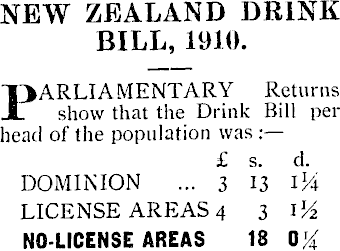 NEW ZEALAND DRINK
BILL, 1910.
PARLIAMENTARY Returns
show that the Drink Bill per
head of the population was :—
£ s. d.
DOMINION ... 3 13 1¼
LICENSE AREAS 4 3 1½
NO-LICENSE AREAS 18 0¼